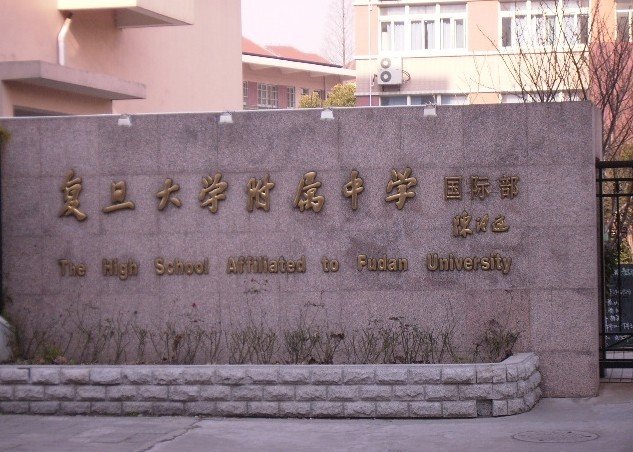 复旦大学附属中学 国际部
The High School Affiliated to Fudan University